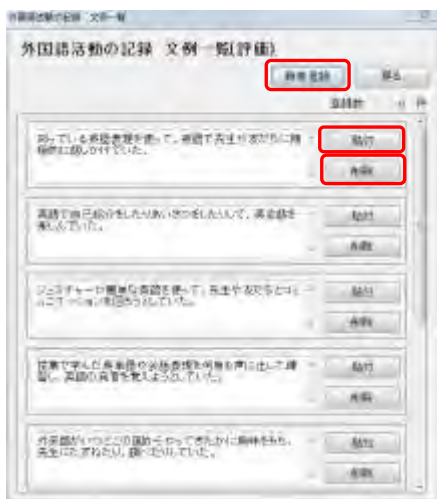 外国語活動の記録 文例一覧
外国語活動の記録 文例一覧(評価)
新規登録 戻る
登録数 件
知っている英語表現を使って、英語で先生や友だちに積
極的に話しかけていた。
貼付
削除
英語で自己紹介をしたりあいさつをしたりして、英会話を
楽しんでいた。
貼付
削除
ジェスチャーや簡単な英語を使って、先生や友だちとコミ
ュニケーションを図ろうとしていた。
貼付
削除
授業で学んだ英単語や会話表現を何度も声に出して練
習し、英語の発音を覚えようとしていた。
貼付
削除
外来語がいつどこの国からやってきたかに興味をもち、
先生にたずねたり、調べたりしていた。
貼付
削除